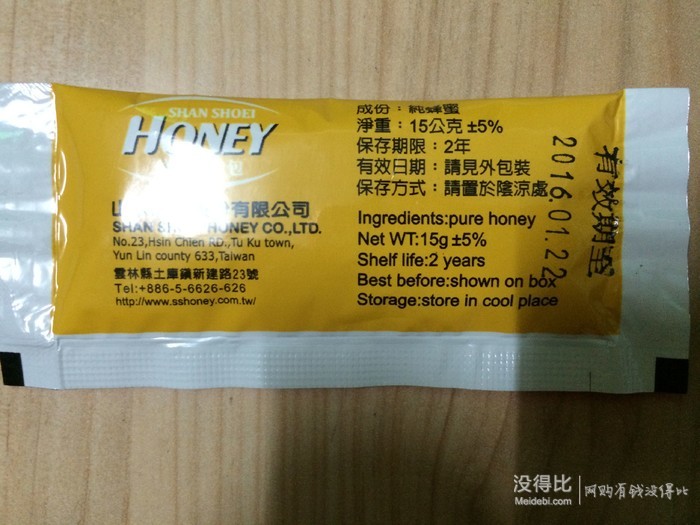 SHAN SHOEI
HONEY
包
有限公司
SHAN HONEY CO.,LTD.
No.23,Hsin Chien RD.,Tu Ku town,
Yun Lin county 633,Taiwan
雲林縣土庫鎮新建路23號
Tel:+886-5-6626-626
http://www.sshoney.com.tw/
成份：純蜂蜜
淨重：15公克 ±5%
保存期限：2年
有效日期：請見外包裝
保存方式：請置於陰涼處
Ingredients:pure honey
Net WT:15g ±5%
Shelf life:2 years
Best before:shown on box
Storage:store in cool place
2016.01.22
有效期至
没得比
Meidebi.com
网购有钱没得比